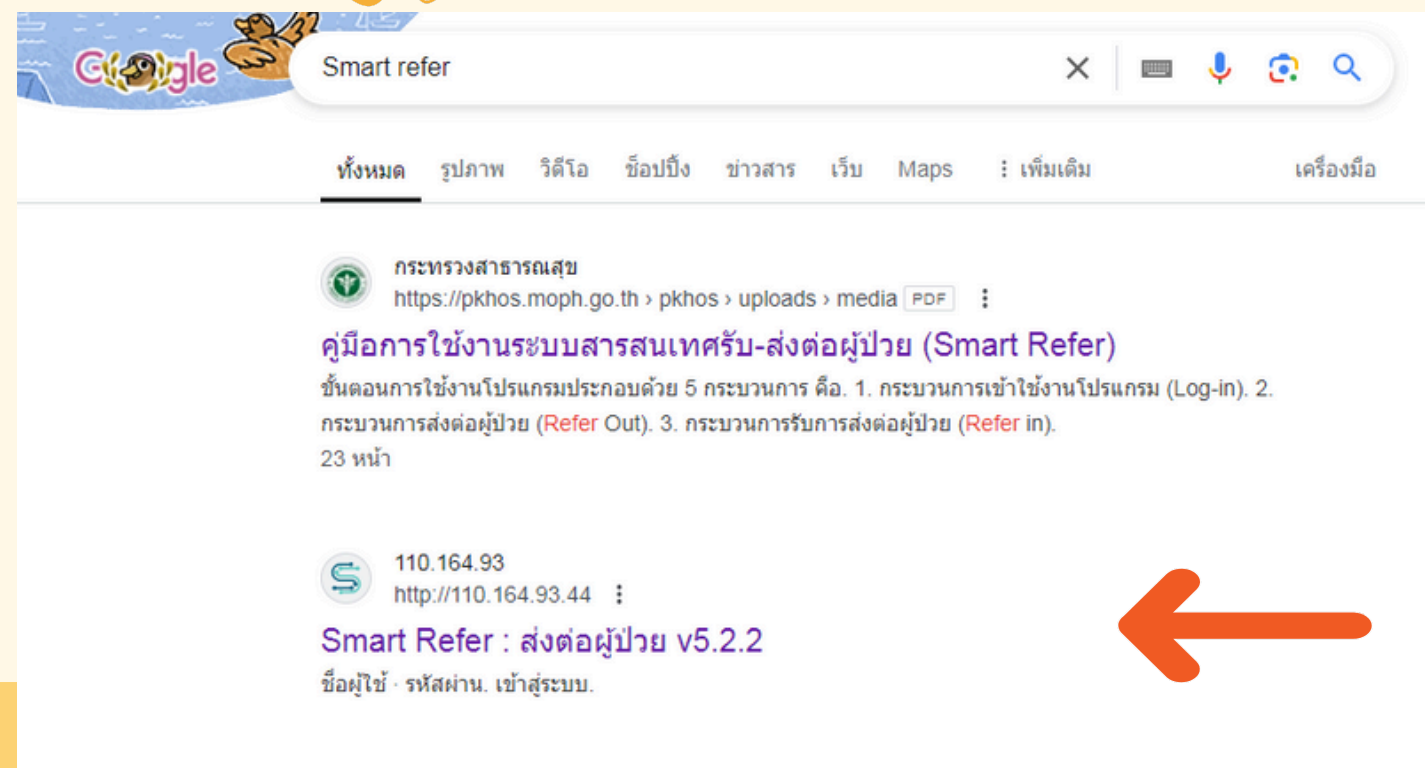 Google
Smart refer
ทั้งหมด รูปภาพ วิดีโอ ช็อปปิ้ง ข่าวสาร เว็บ Maps ⋮ เพิ่มเติม เครื่องมือ
กระทรวงสาธารณสุข
https://pkhos.moph.go.th › pkhos › uploads › media PDF ⋮
คู่มือการใช้งานระบบสารสนเทศรับ-ส่งต่อผู้ป่วย (Smart Refer)
ขั้นตอนการใช้งานโปรแกรมประกอบด้วย 5 กระบวนการ คือ. 1. กระบวนการเข้าใช้งานโปรแกรม (Log-in). 2.
กระบวนการส่งต่อผู้ป่วย (Refer Out). 3. กระบวนการรับการส่งต่อผู้ป่วย (Refer in).
23 หน้า
110.164.93
http://110.164.93.44 ⋮
Smart Refer : ส่งต่อผู้ป่วย v5.2.2
ชื่อผู้ใช้ · รหัสผ่าน. เข้าสู่ระบบ.